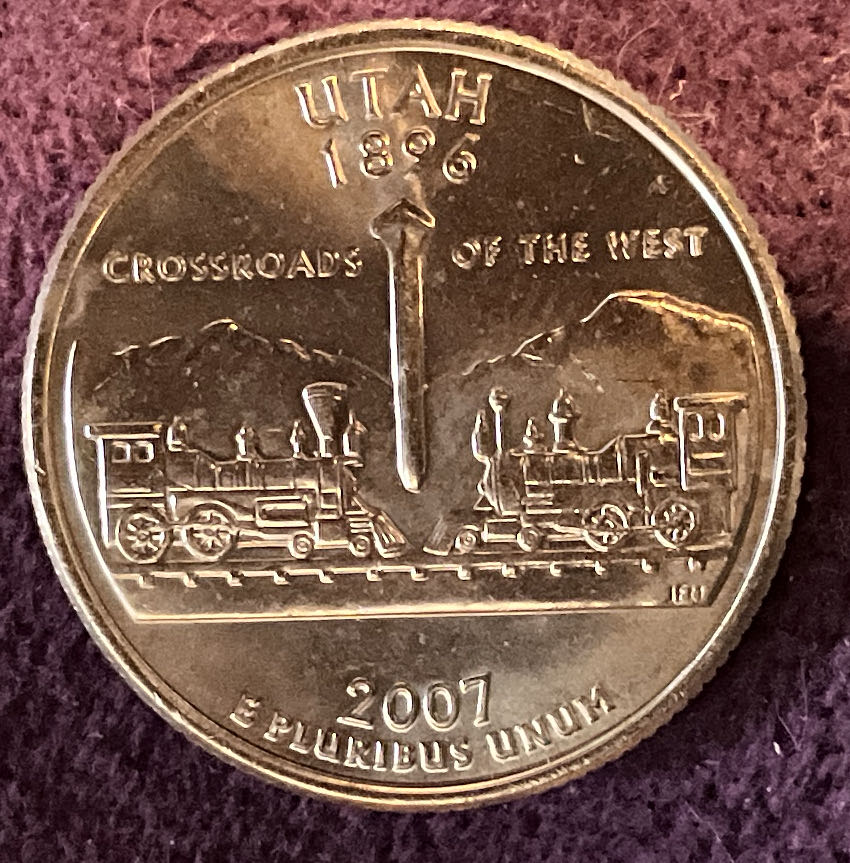 UTAH
1896
CROSSROADS OF THE WEST
2007
E PLURIBUS UNUM